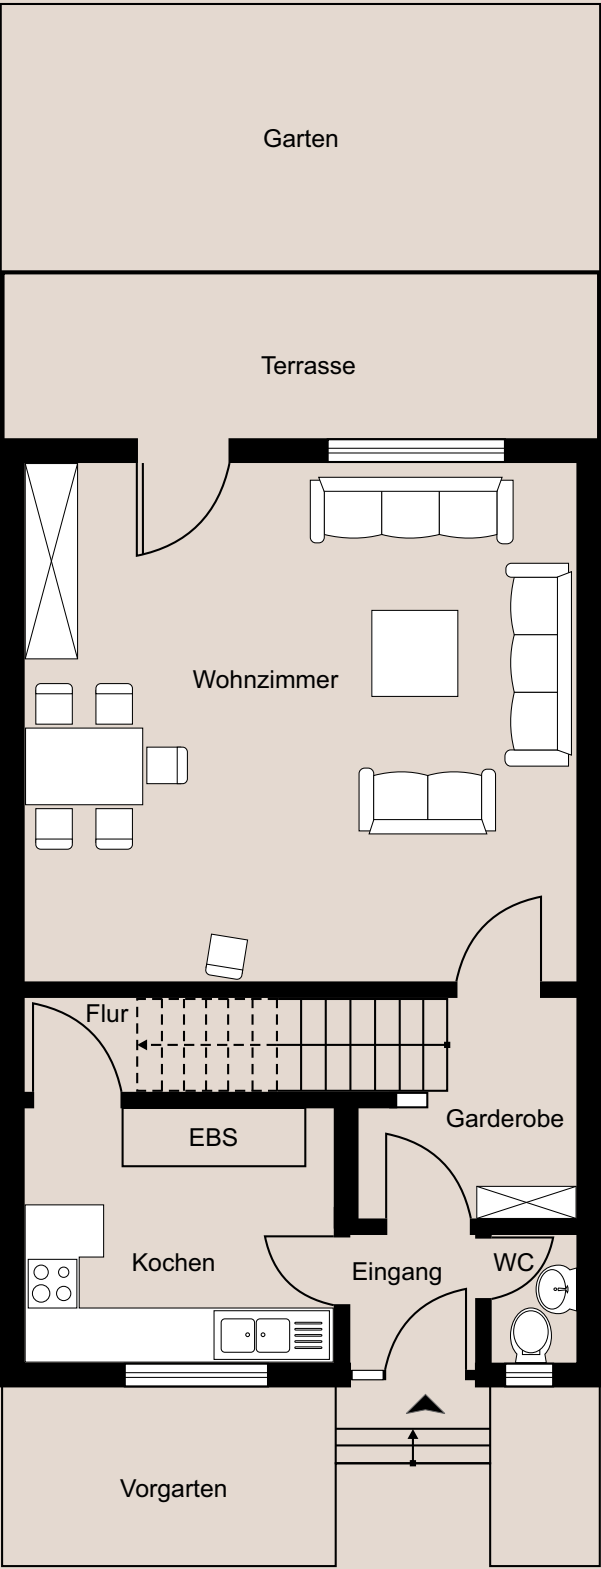 Garten
Terrasse
Wohnzimmer
Flur
Garderobe
EBS
Kochen
Eingang
WC
Vorgarten